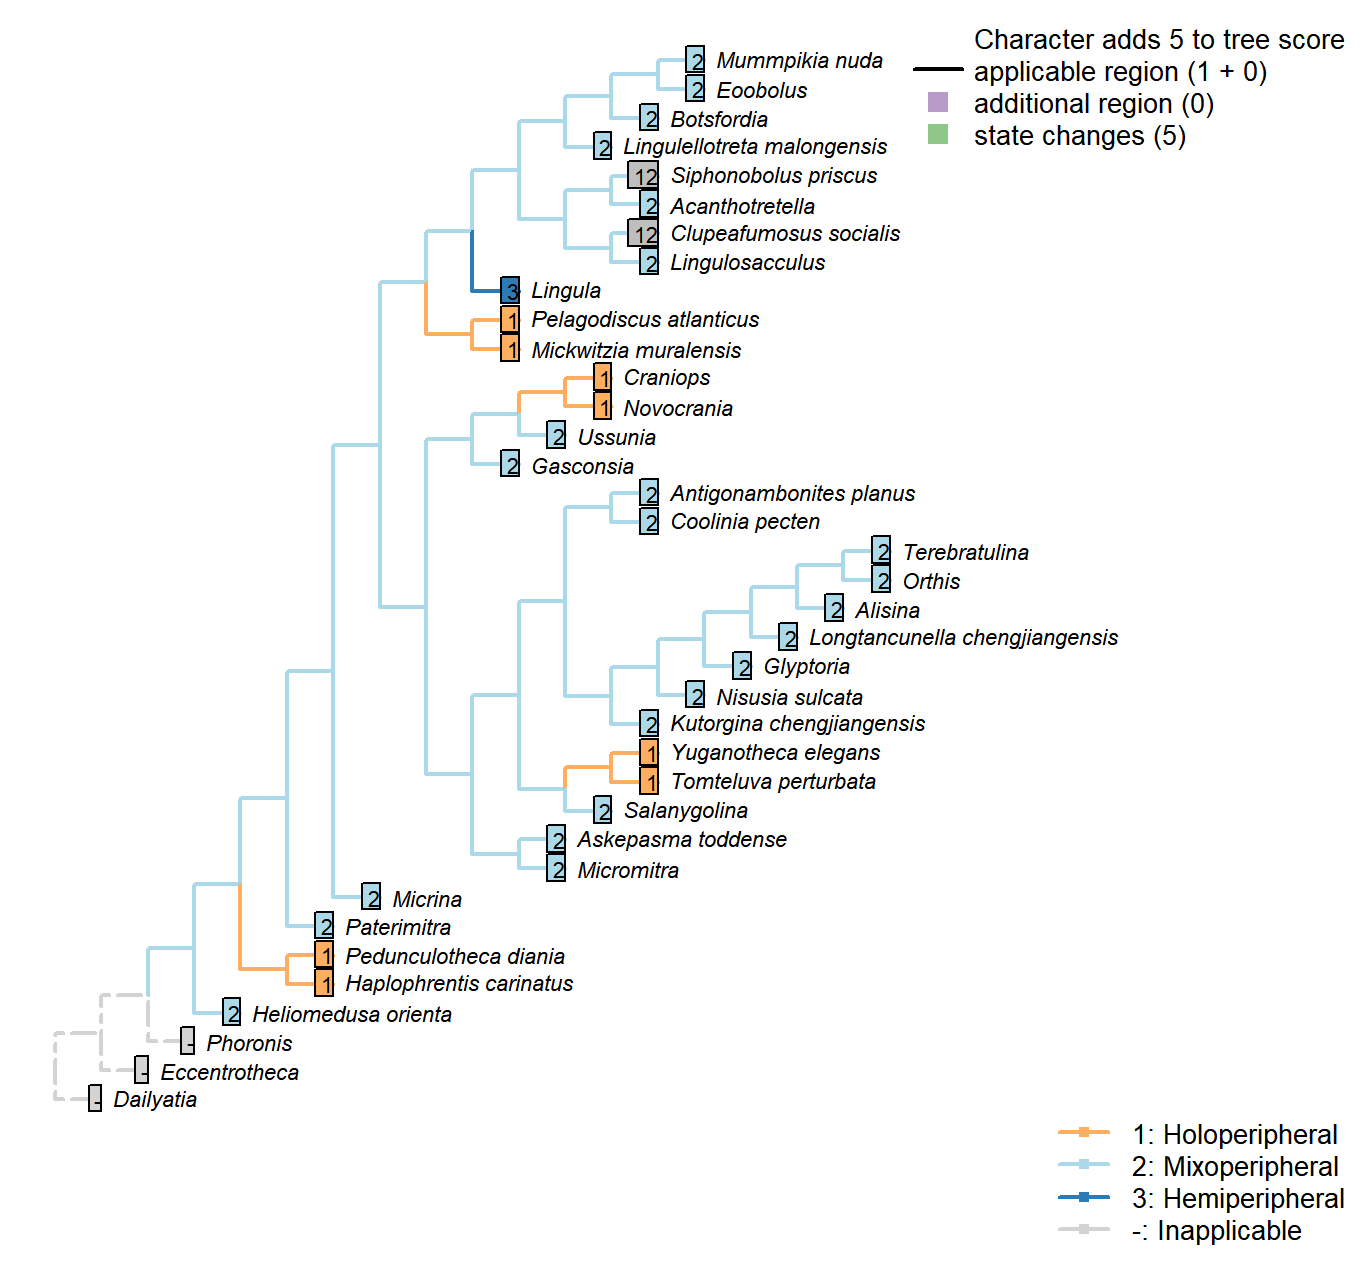 Character adds 5 to tree score
applicable region (1 + 0)
additional region (0)
state changes (5)
2 Mummpikia nuda
2 Eoobolus
2 Botsfordia
2 Lingulellotreta malongensis
12 Siphonobolus priscus
2 Acanthotretella
12 Clupeafumosus socialis
2 Lingulosacculus
3 Lingula
1 Pelagodiscus atlanticus
1 Mickwitzia muralensis
1 Craniops
1 Novocrania
2 Ussunia
2 Gasconsia
2 Antigonambonites planus
2 Coolinia pecten
2 Terebratulina
2 Orthis
2 Alisina
2 Longtancunella chengjiangensis
2 Glyptoria
2 Nisusia sulcata
2 Kutorgina chengjiangensis
1 Yuganotheca elegans
1 Tomteluva perturbata
2 Salanygolina
2 Askepasma toddense
2 Micromitra
2 Micrina
2 Paterimitra
1 Pedunculotheca diania
1 Haplophrentis carinatus
2 Heliomedusa orienta
- Phoronis
- Eccentrotheca
- Dailyatia
1: Holoperipheral
2: Mixoperipheral
3: Hemiperipheral
-: Inapplicable